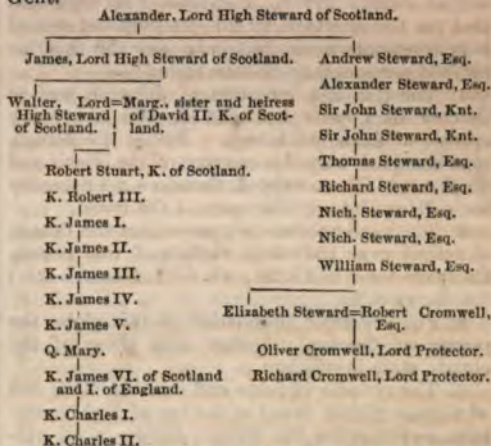 Alexander, Lord High Steward of Scotland.
James, Lord High Steward of Scotland.
Walter, Lord=Marg., sister and heiress
High Steward of David II. K. of Scot-
of Scotland. land.
Robert Stuart, K. of Scotland.
K. Robert III.
K. James I.
K. James II.
K. James III.
K. James IV.
K. James V.
Q. Mary.
K. James VI. of Scotland
and I. of England.
K. Charles I.
K. Charles II.
Andrew Steward, Esq.
Alexander Steward, Esq.
Sir John Steward, Knt.
Sir John Steward, Knt.
Thomas Steward, Esq.
Richard Steward, Esq.
Nich. Steward, Esq.
Nich. Steward, Esq.
William Steward, Esq.
Elizabeth Steward=Robert Cromwell,
Esq.
Oliver Cromwell, Lord Protector.
Richard Cromwell, Lord Protector.